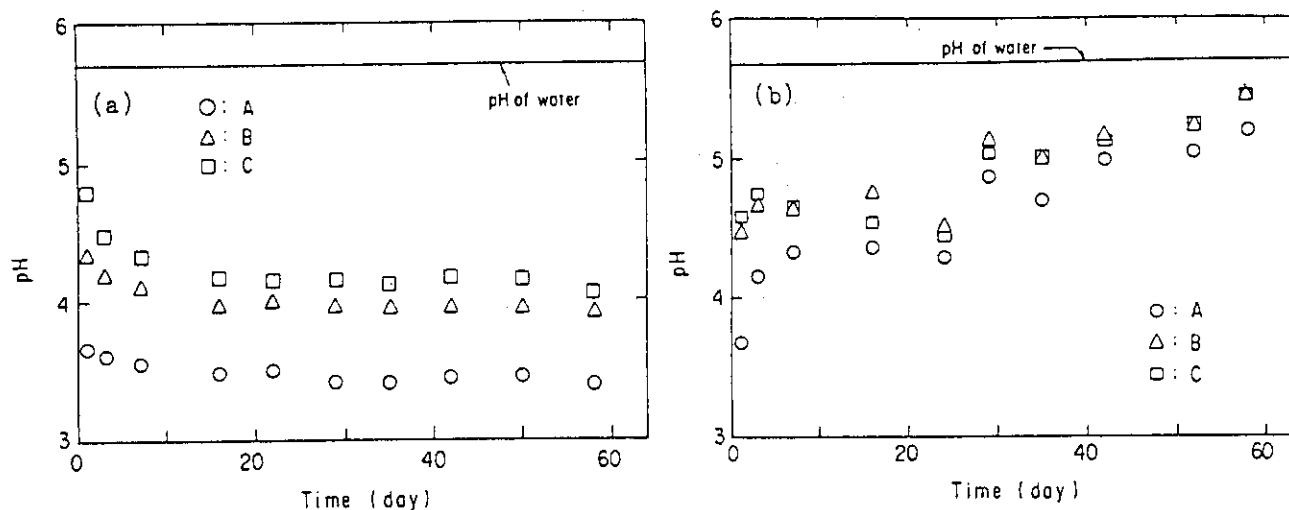 6
5
4
3
pH
(a)
○: A
△: B
□: C
pH of water
0
20
40
60
Time (day)
6
5
4
3
pH
(b)
pH of water
○: A
△: B
□: C
0
20
40
60
Time (day)